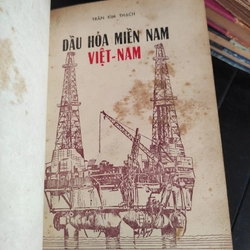 TRẦN KIM THẠCH
DẦU HỎA MIỀN NAM
VIỆT-NAM